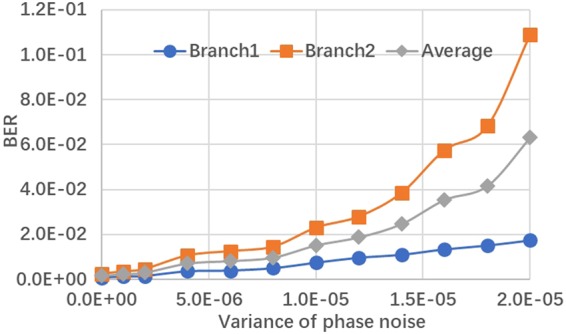 1.2E-01
Branch1 Branch2 Average
1.0E-01
8.0E-02
BER
6.0E-02
4.0E-02
2.0E-02
0.0E+00
0.0E+00 5.0E-06 1.0E-05 1.5E-05 2.0E-05
Variance of phase noise